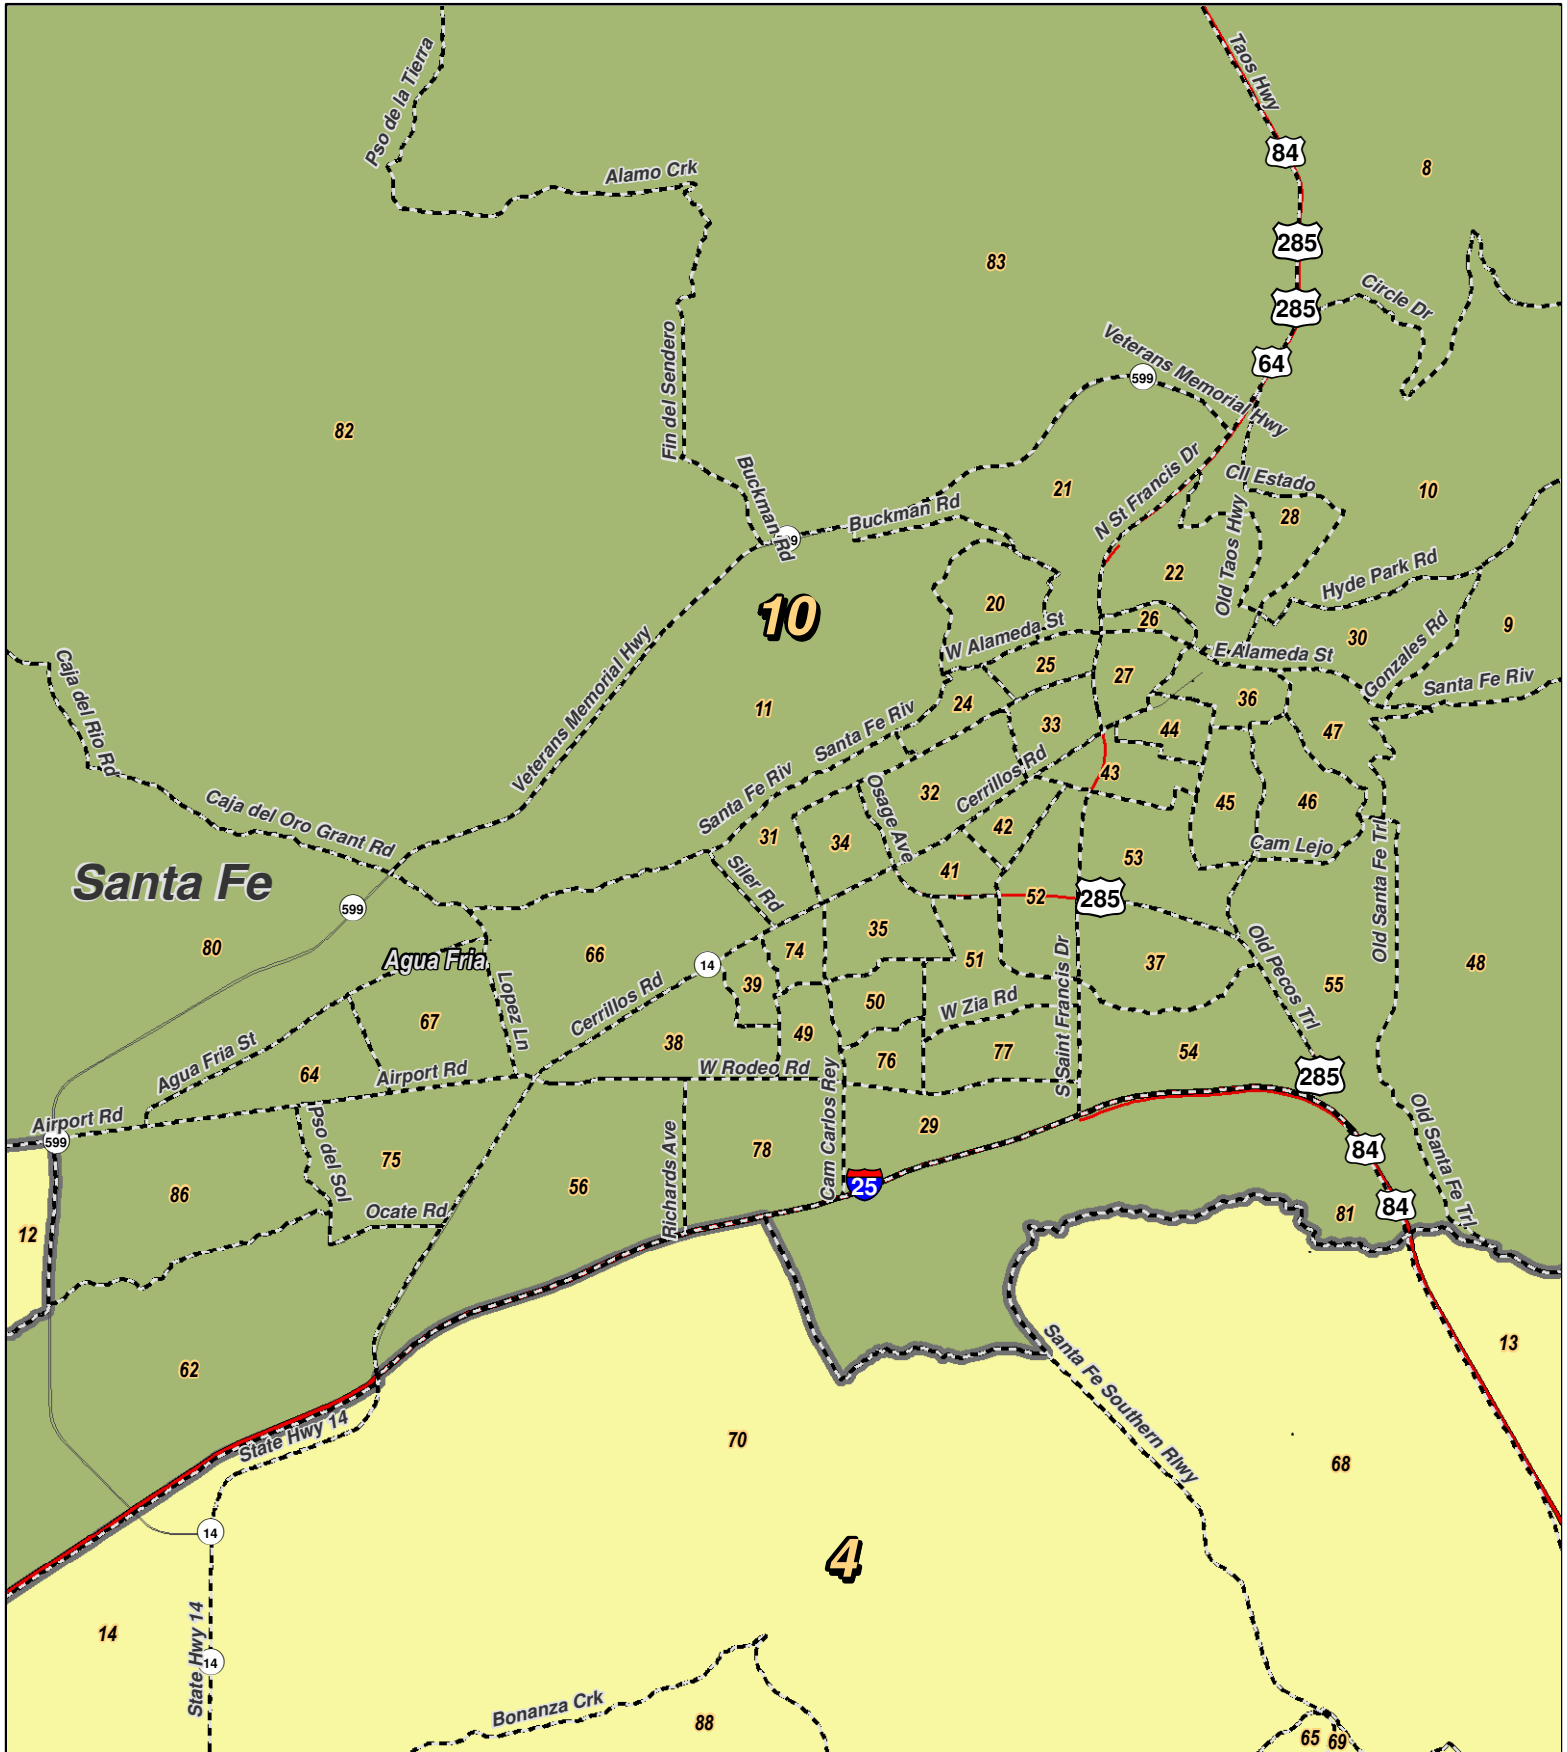 Pso de la Tierra
Taos Hwy
84
8
Alamo Crk
285
83
285
Circle Dr
Fin del Sendero
Veterans Memorial Hwy
64
599
82
Buckman Rd
N St Francis Dr
Cll Estado
21
10
Buckman Rd
28
Old Taos Hwy
22
Hyde Park Rd
10
20
26
W Alameda St
30
9
Gonzales Rd
E Alameda St
25
Caja del Rio Rd
Veterans Memorial Hwy
27
Santa Fe Riv
36
11
24
Santa Fe Riv
33
44
47
43
Santa Fe Riv
Osage Ave
32
Cerrillos Rd
45
46
Caja del Oro Grant Rd
31
34
42
Cam Lejo
53
Old Santa Fe Trl
Santa Fe
Siler Rd
41
52
285
599
80
35
Old Pecos Trl
Agua Fria
66
74
14
51
37
48
Lopez Ln
39
55
Cerrillos Rd
50
W Zia Rd
S Saint Francis Dr
67
49
38
Agua Fria St
76
77
54
64
Airport Rd
W Rodeo Rd
285
Airport Rd
599
Pso del Sol
Cam Carlos Rey
29
Old Santa Fe Trl
75
Richards Ave
78
84
86
56
25
84
Ocate Rd
81
12
62
Santa Fe Southern Rlwy
13
State Hwy 14
70
68
14
4
14
State Hwy 14
14
Bonanza Crk
88
65
69